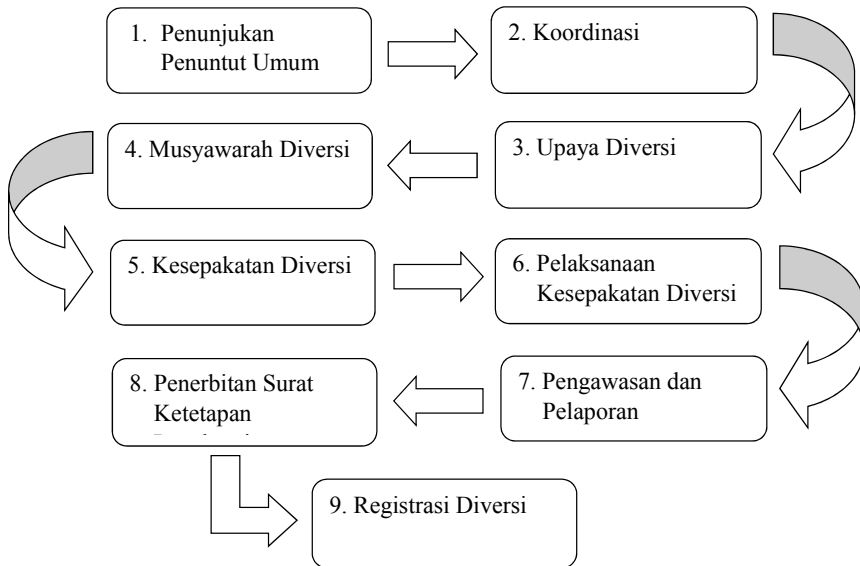 1. Penunjukan
Penuntut Umum
2. Koordinasi
3. Upaya Diversi
4. Musyawarah Diversi
5. Kesepakatan Diversi
6. Pelaksanaan
Kesepakatan Diversi
7. Pengawasan dan
Pelaporan
8. Penerbitan Surat
Ketetapan
9. Registrasi Diversi